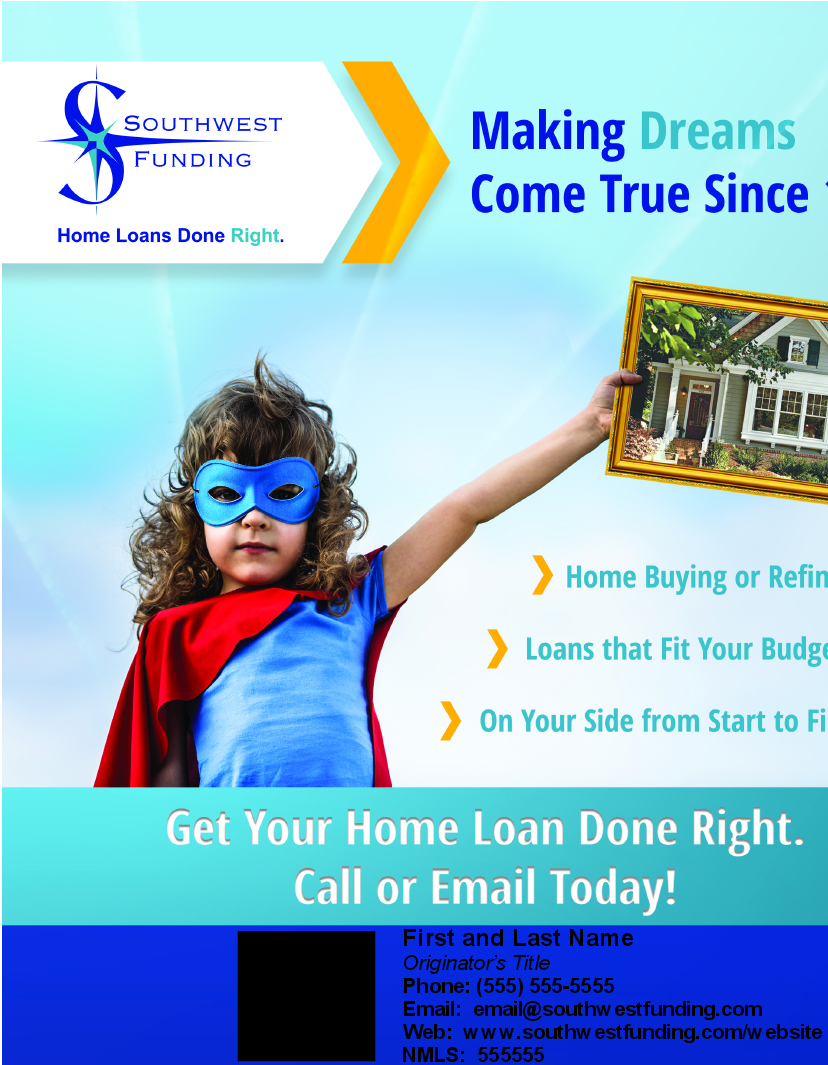 SOUTHWEST
FUNDING
Home Loans Done Right.
Making Dreams
Come True Since
Home Buying or Refin
Loans that Fit Your Budge
On Your Side from Start to Fi
Get Your Home Loan Done Right.
Call or Email Today!
First and Last Name
Originator's Title
Phone: (555) 555-5555
Email: email@southwestfunding.com
Web: www.southwestfunding.com/website
NMLS: 555555